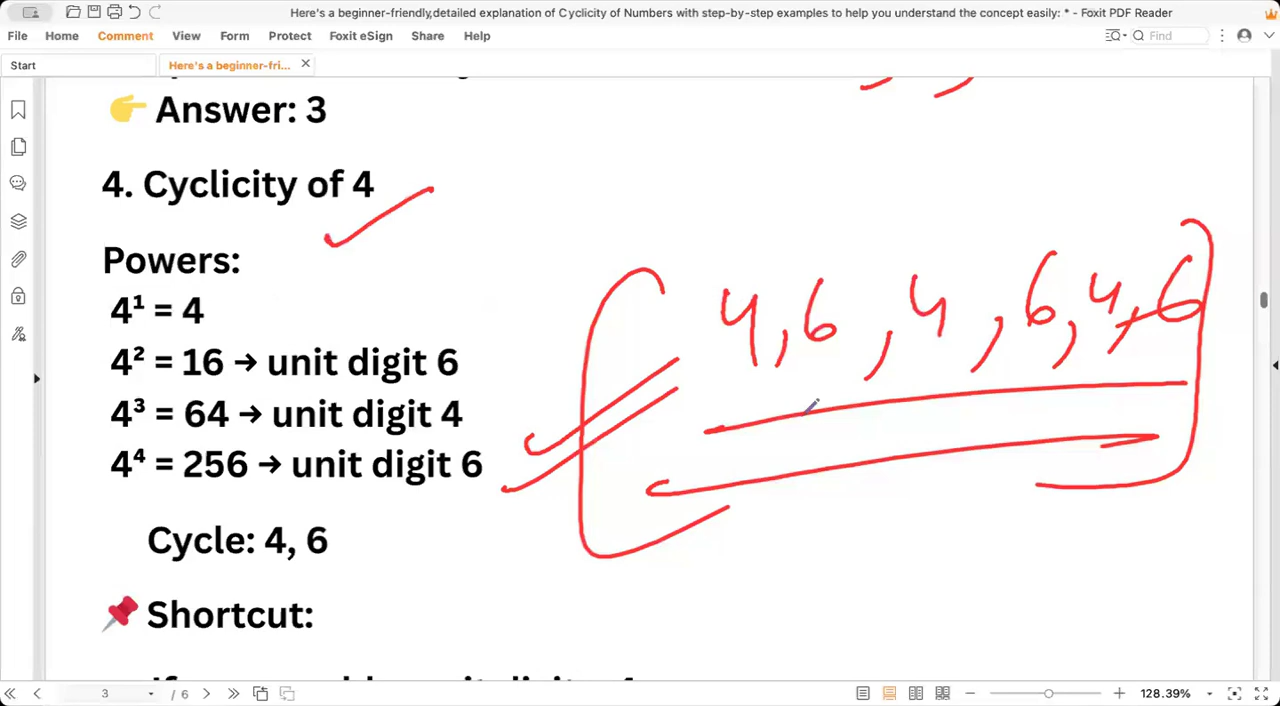 Here's a beginner-friendly,detailed explanation of Cyclicity of Numbers with step-by-step examples to help you understand the concept easily: * - Foxit PDF Reader
File Home Comment View Form Protect Foxit eSign Share Help Find
Start Here's a beginner-fri...
👉 Answer: 3
4. Cyclicity of 4
Powers:
4¹ = 4
4² = 16 → unit digit 6
4³ = 64 → unit digit 4
4⁴ = 256 → unit digit 6
4, 6, 4, 6, 4, 6
Cycle: 4, 6
📌 Shortcut:
3 / 6 128.39%